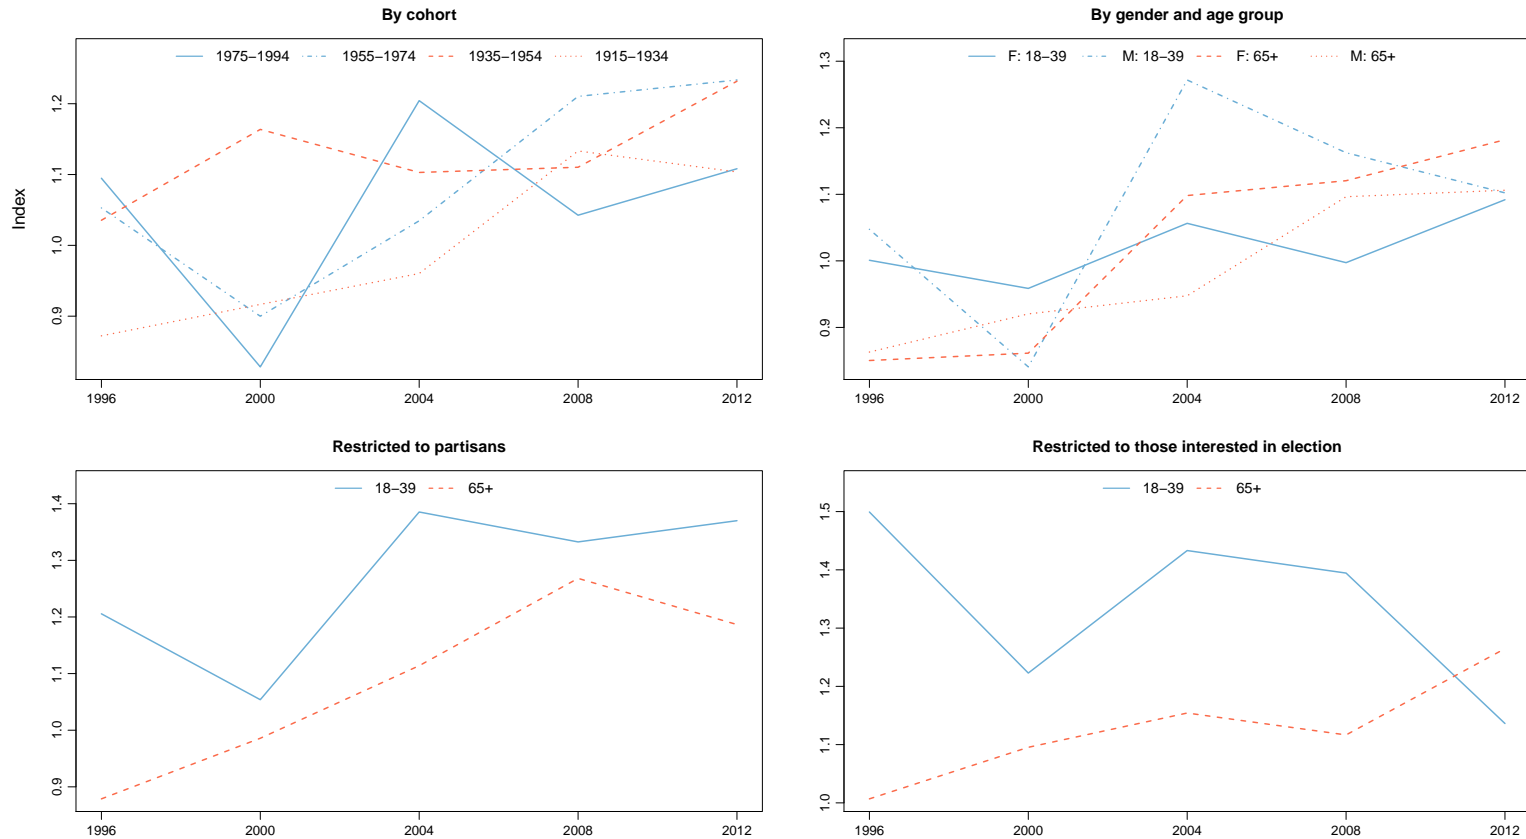 By cohort
1975−1994 1955−1974 1935−1954 1915−1934
Index
1.2
1.1
1.0
0.9
1996 2000 2004 2008 2012
By gender and age group
F: 18−39 M: 18−39 F: 65+ M: 65+
1.3
1.2
1.1
1.0
0.9
1996 2000 2004 2008 2012
Restricted to partisans
18−39 65+
1.4
1.3
1.2
1.1
1.0
0.9
1996 2000 2004 2008 2012
Restricted to those interested in election
18−39 65+
1.5
1.4
1.3
1.2
1.1
1.0
1996 2000 2004 2008 2012